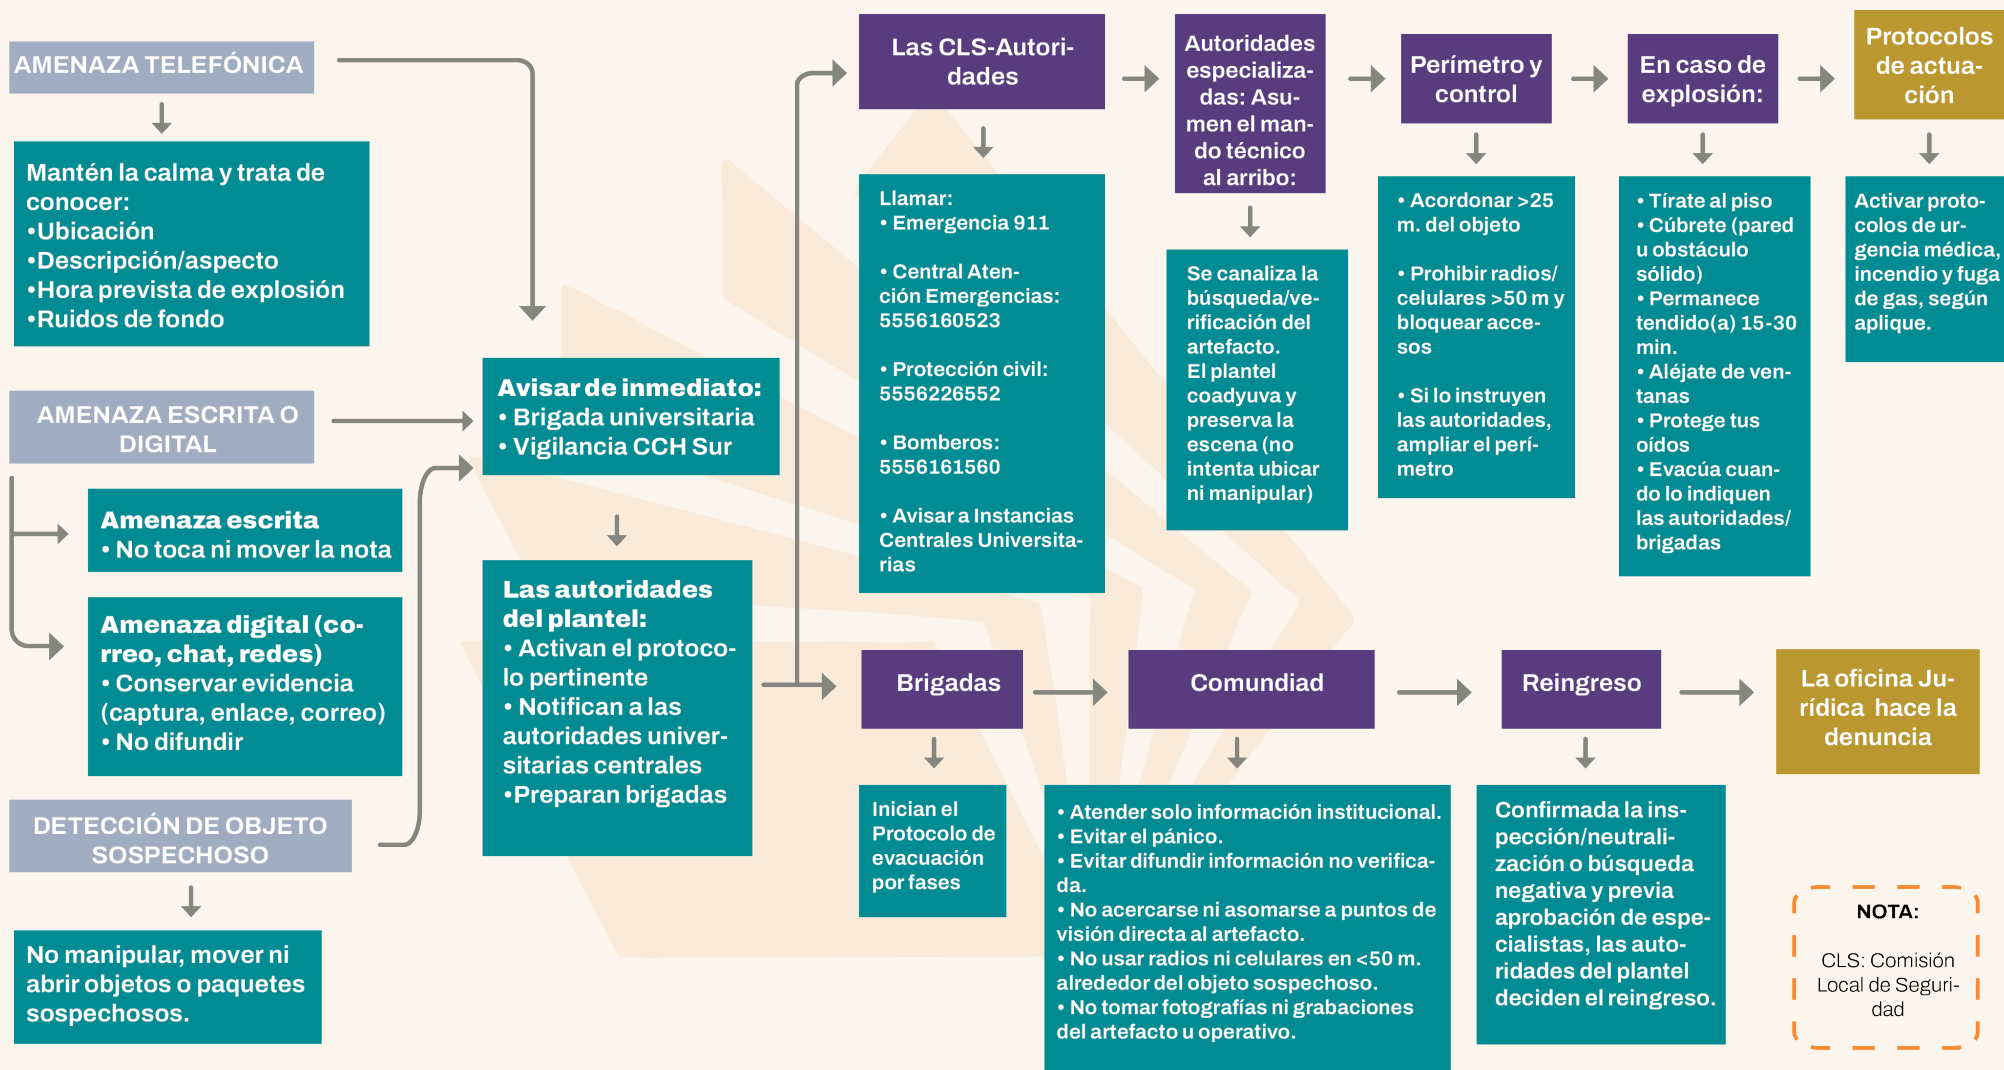 AMENAZA TELEFÓNICA
Mantén la calma y trata de
conocer:
•Ubicación
•Descripción/aspecto
•Hora prevista de explosión
•Ruidos de fondo
AMENAZA ESCRITA O
DIGITAL
Amenaza escrita
• No toca ni mover la nota
Amenaza digital (co-
rreo, chat, redes)
• Conservar evidencia
(captura, enlace, correo)
• No difundir
DETECCIÓN DE OBJETO
SOSPECHOSO
No manipular, mover ni
abrir objetos o paquetes
sospechosos.
Avisar de inmediato:
• Brigada universitaria
• Vigilancia CCH Sur
Las autoridades
del plantel:
• Activan el protoco-
lo pertinente
• Notifican a las
autoridades univer-
sitarias centrales
•Preparan brigadas
Las CLS-Autori-
dades
Llamar:
• Emergencia 911
• Central Aten-
ción Emergencias:
5556160523
• Protección civil:
5556226552
• Bomberos:
5556161560
• Avisar a Instancias
Centrales Universita-
rias
Autoridades
especializa-
das: Asu-
men el man-
do técnico
al arribo:
Se canaliza la
búsqueda/ve-
rificación del
artefacto.
El plantel
coadyuva y
preserva la
escena (no
intenta ubicar
ni manipular)
Perímetro y
control
• Acordonar >25
m. del objeto
• Prohibir radios/
celulares >50 m y
bloquear acce-
sos
• Si lo instruyen
las autoridades,
ampliar el perí-
metro
En caso de
explosión:
• Tírate al piso
• Cúbrete (pared
u obstáculo
sólido)
• Permanece
tendido(a) 15-30
min.
• Aléjate de ven-
tanas
• Protege tus
oídos
• Evacúa cuan-
do lo indiquen
las autoridades/
brigadas
Protocolos
de actua-
ción
Activar proto-
colos de ur-
gencia médica,
incendio y fuga
de gas, según
aplique.
Brigadas
Inician el
Protocolo de
evacuación
por fases
Comundiad
• Atender solo información institucional.
• Evitar el pánico.
• Evitar difundir información no verifica-
da.
• No acercarse ni asomarse a puntos de
visión directa al artefacto.
• No usar radios ni celulares en <50 m.
alrededor del objeto sospechoso.
• No tomar fotografías ni grabaciones
del artefacto u operativo.
Reingreso
Confirmada la ins-
pección/neutrali-
zación o búsqueda
negativa y previa
aprobación de espe-
cialistas, las auto-
ridades del plantel
deciden el reingreso.
La oficina Ju-
rídica hace la
denuncia
NOTA:
CLS: Comisión
Local de Seguri-
dad